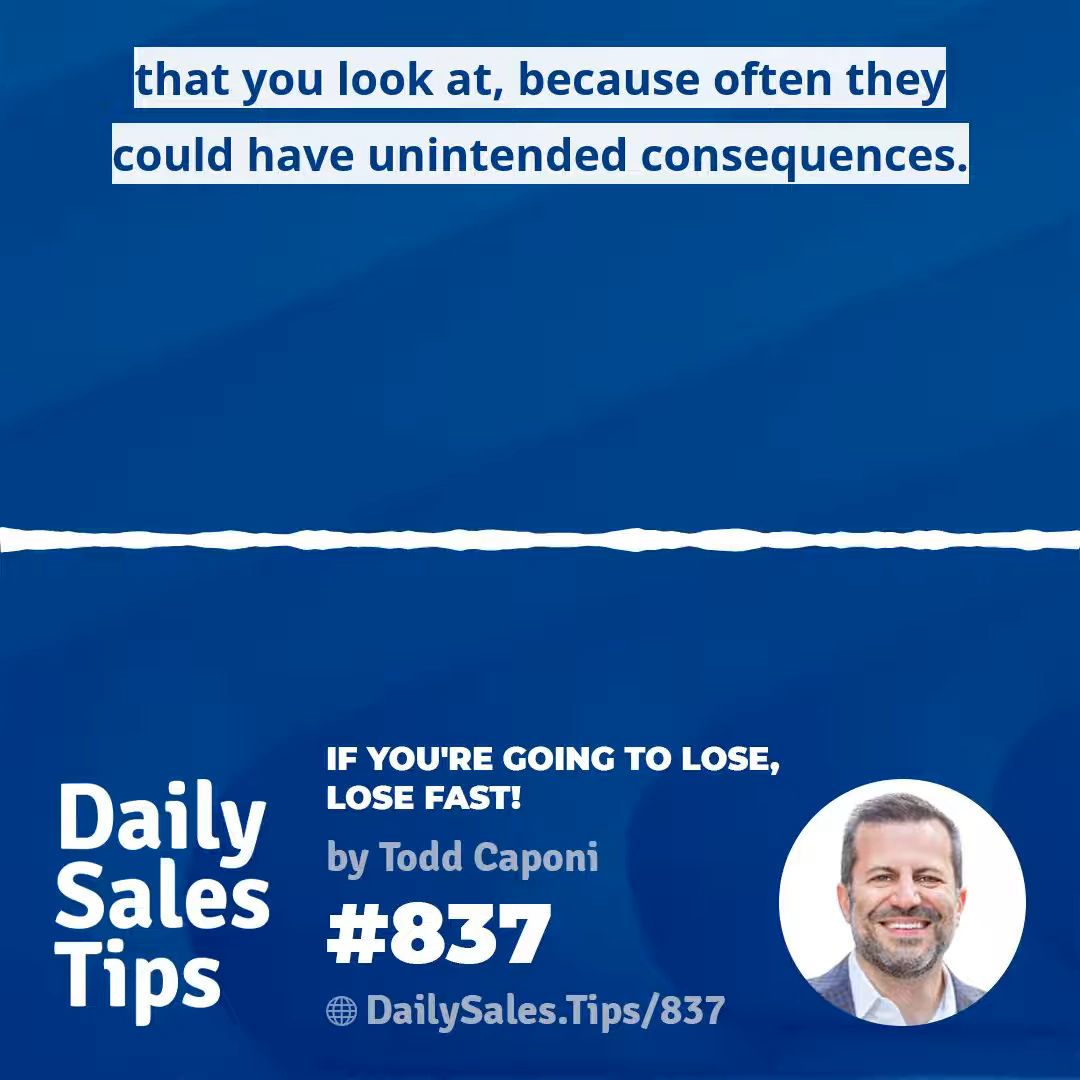 that you look at, because often they
could have unintended consequences.
IF YOU'RE GOING TO LOSE,
LOSE FAST!
by Todd Caponi
#837
DailySales.Tips/837
Daily
Sales
Tips